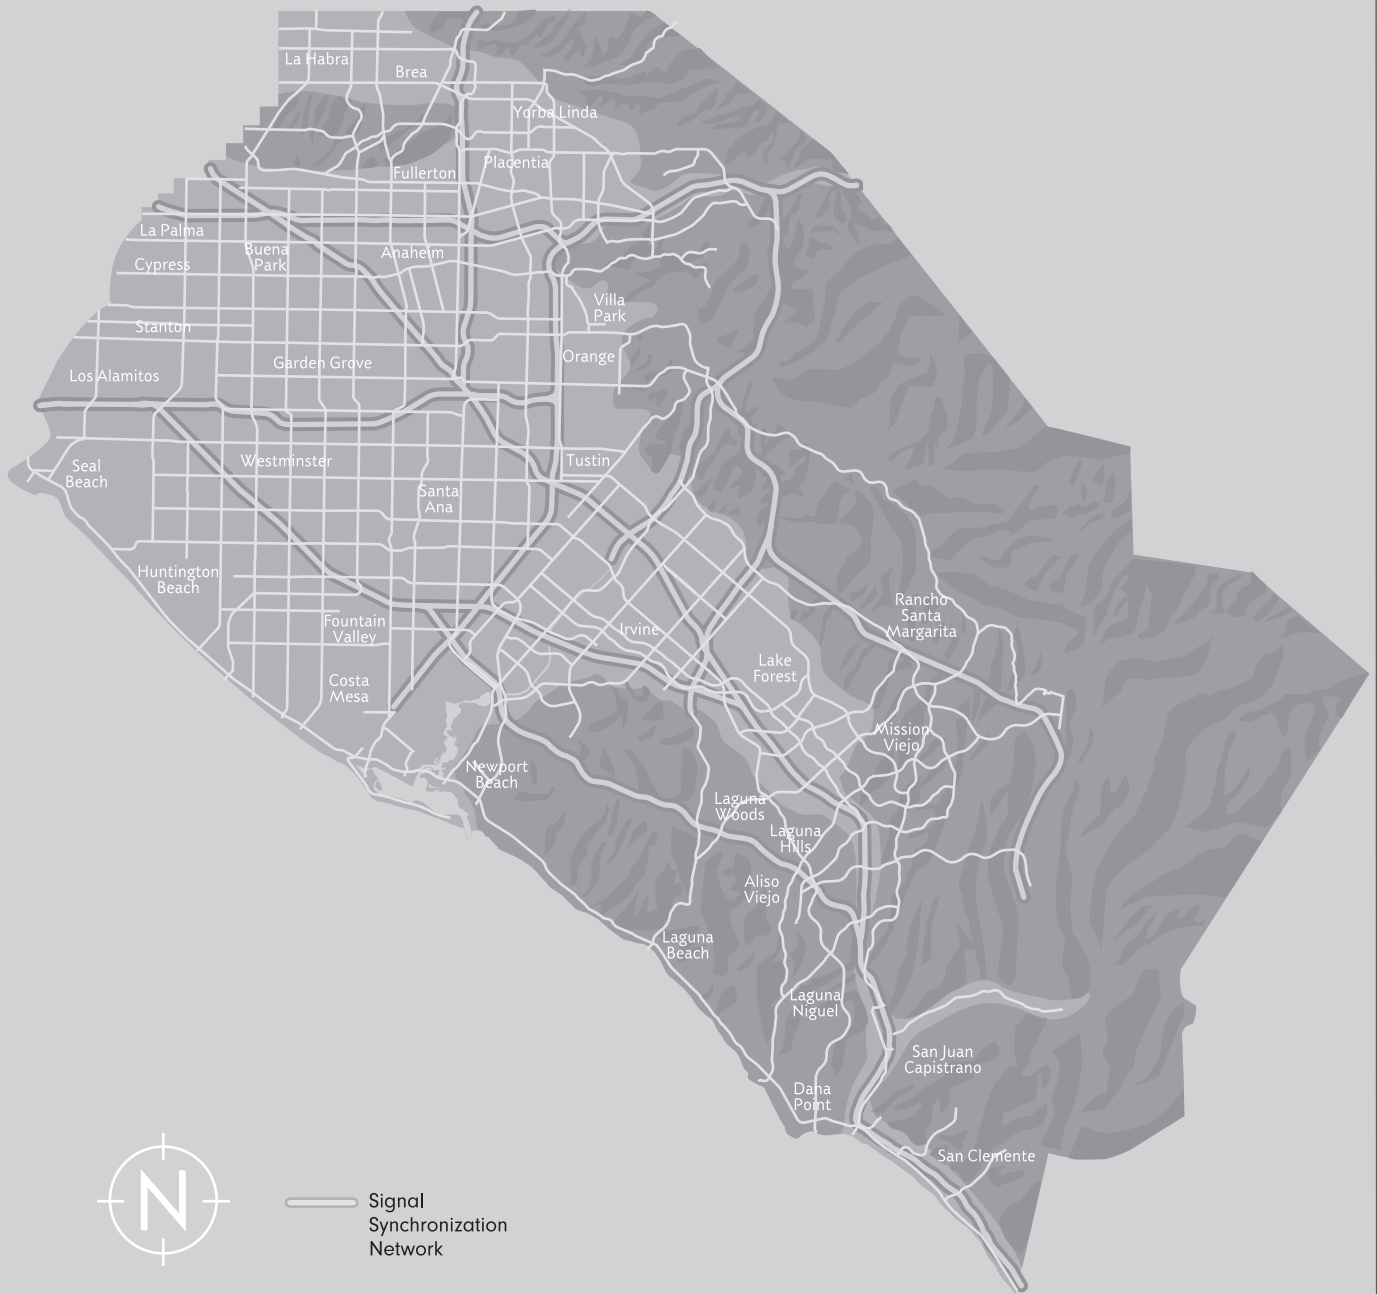 La Habra
Brea
Yorba Linda
Placentia
Fullerton
La Palma
Buena
Park
Anaheim
Cypress
Villa
Park
Stanton
Orange
Garden Grove
Los Alamitos
Westminster
Tustin
Seal
Beach
Santa
Ana
Huntington
Beach
Rancho
Santa
Margarita
Fountain
Valley
Irvine
Lake
Forest
Costa
Mesa
Mission
Viejo
Newport
Beach
Laguna
Woods
Laguna
Hills
Aliso
Viejo
Laguna
Beach
Laguna
Niguel
San Juan
Capistrano
Dana
Point
San Clemente
N
Signal
Synchronization
Network